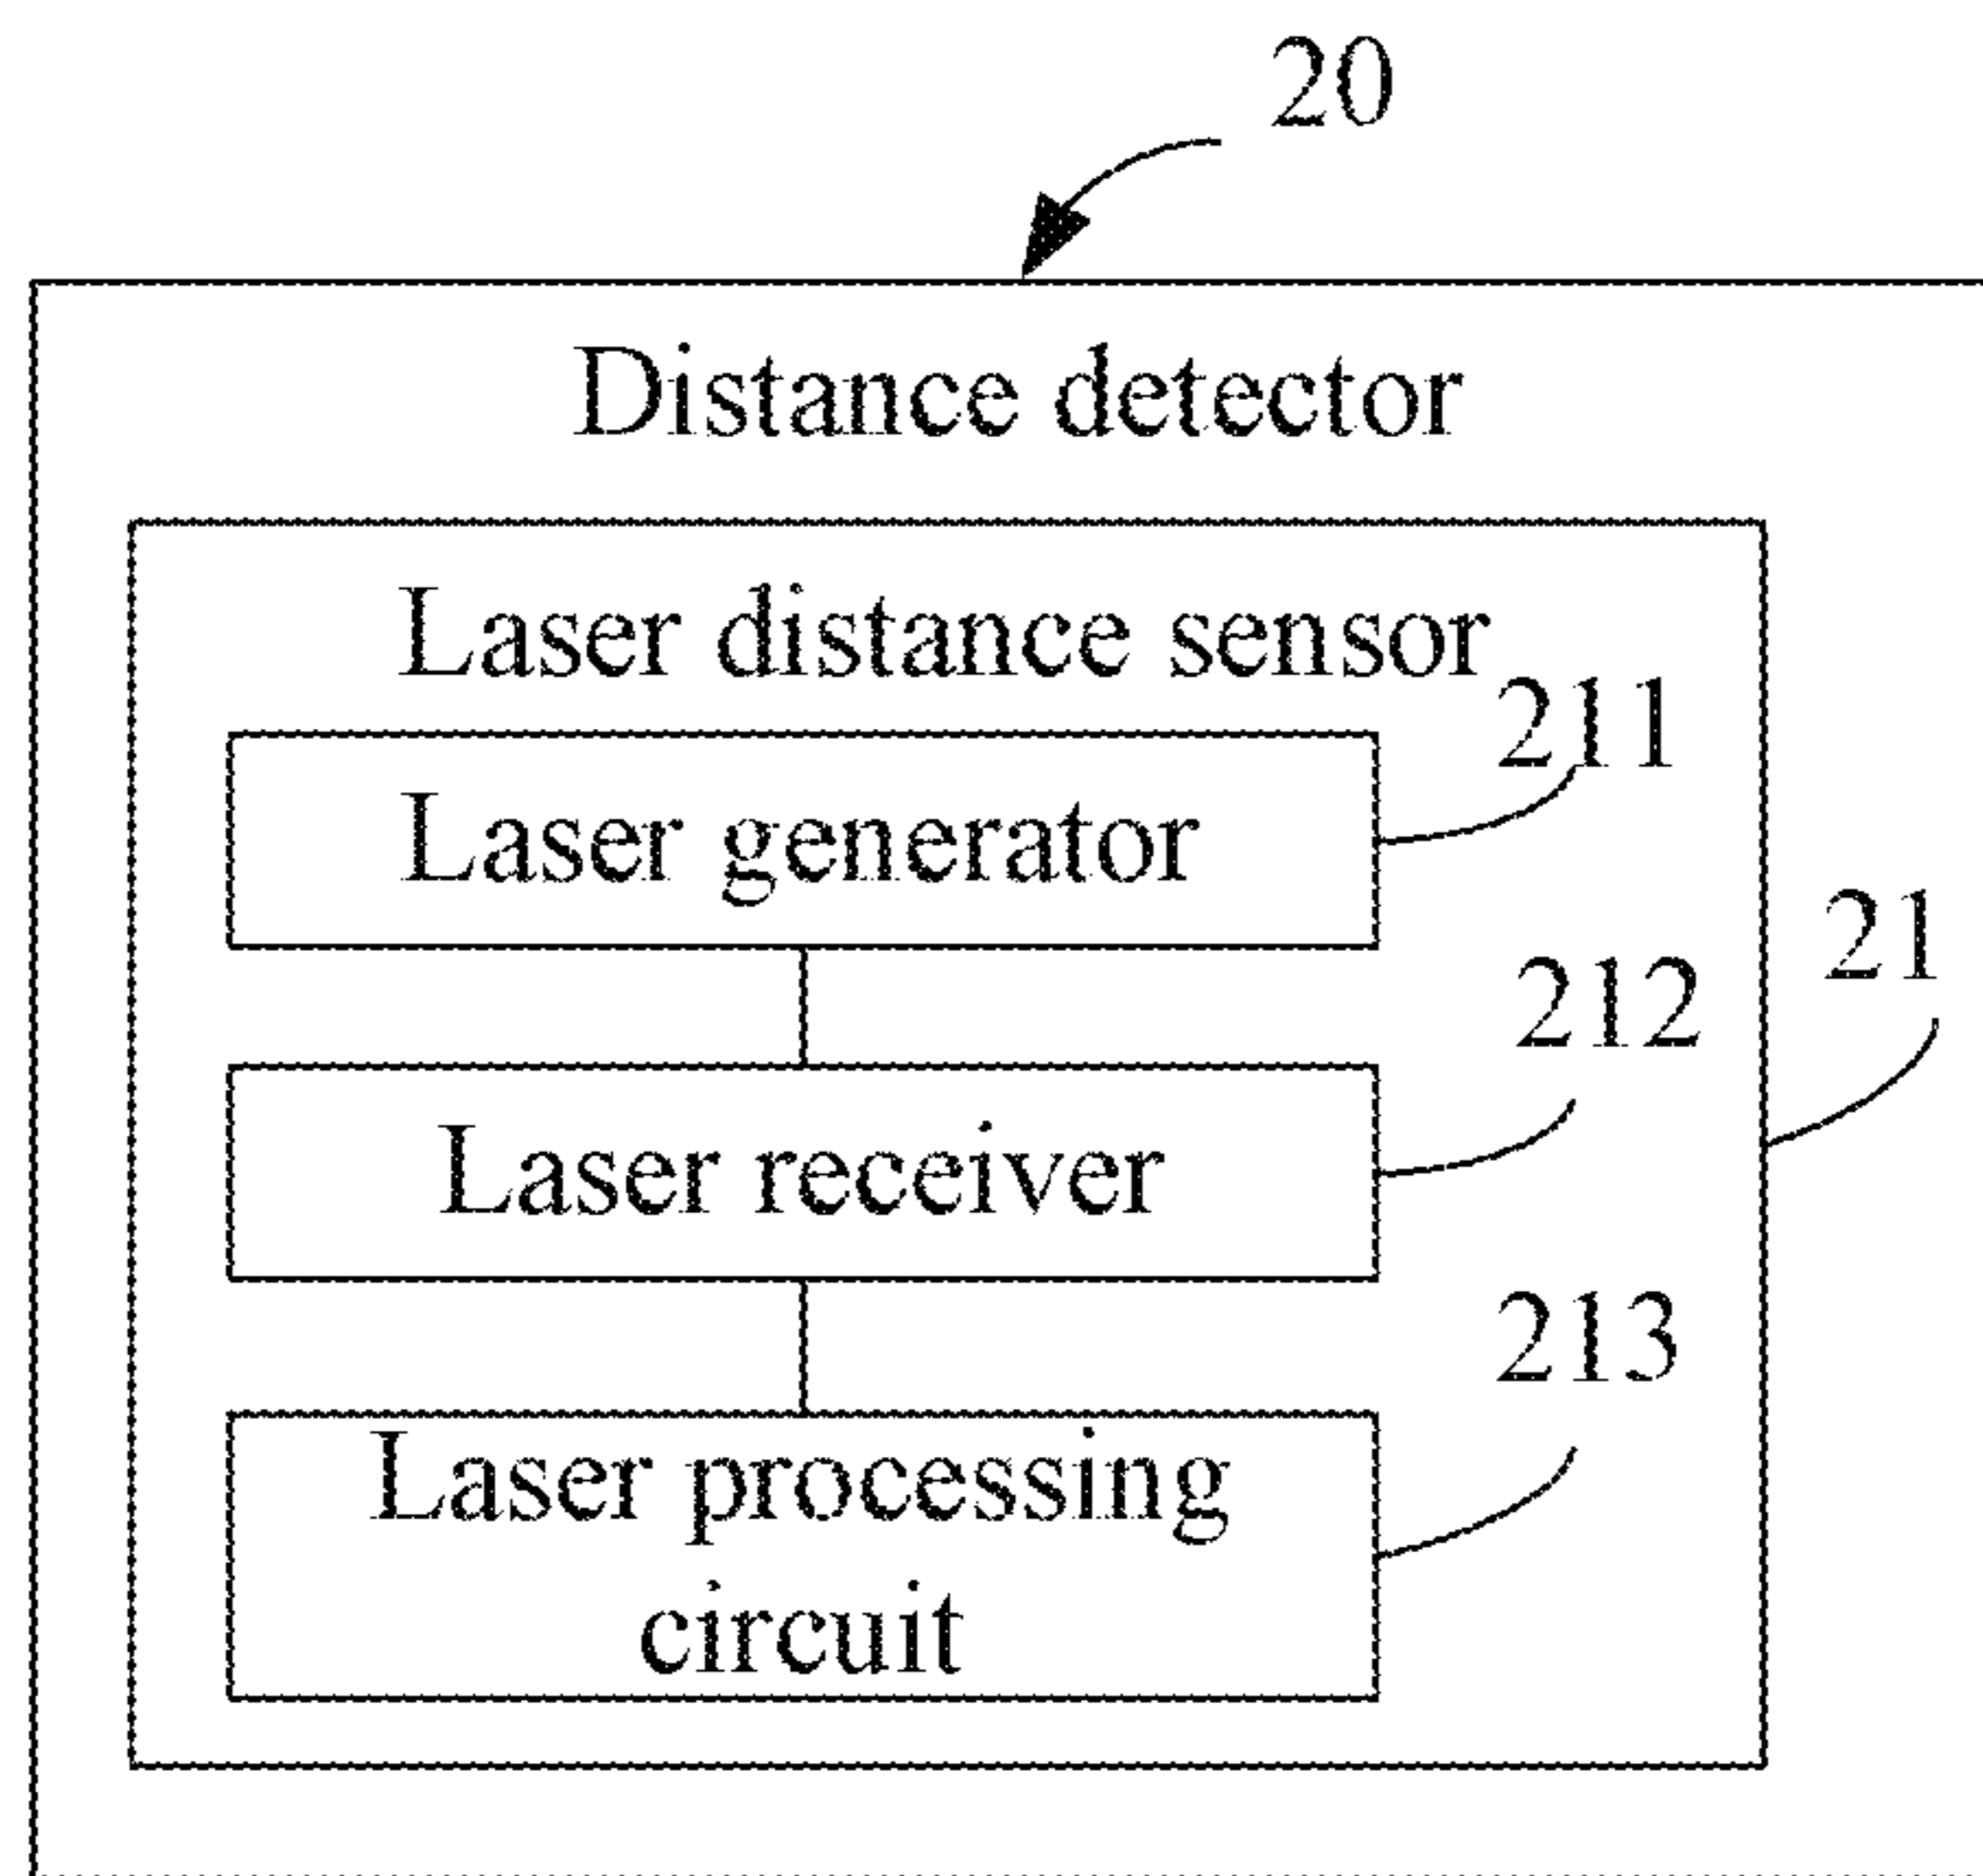 20
Distance detector
Laser distance sensor
211
Laser generator
21
212
Laser receiver
213
Laser processing
circuit